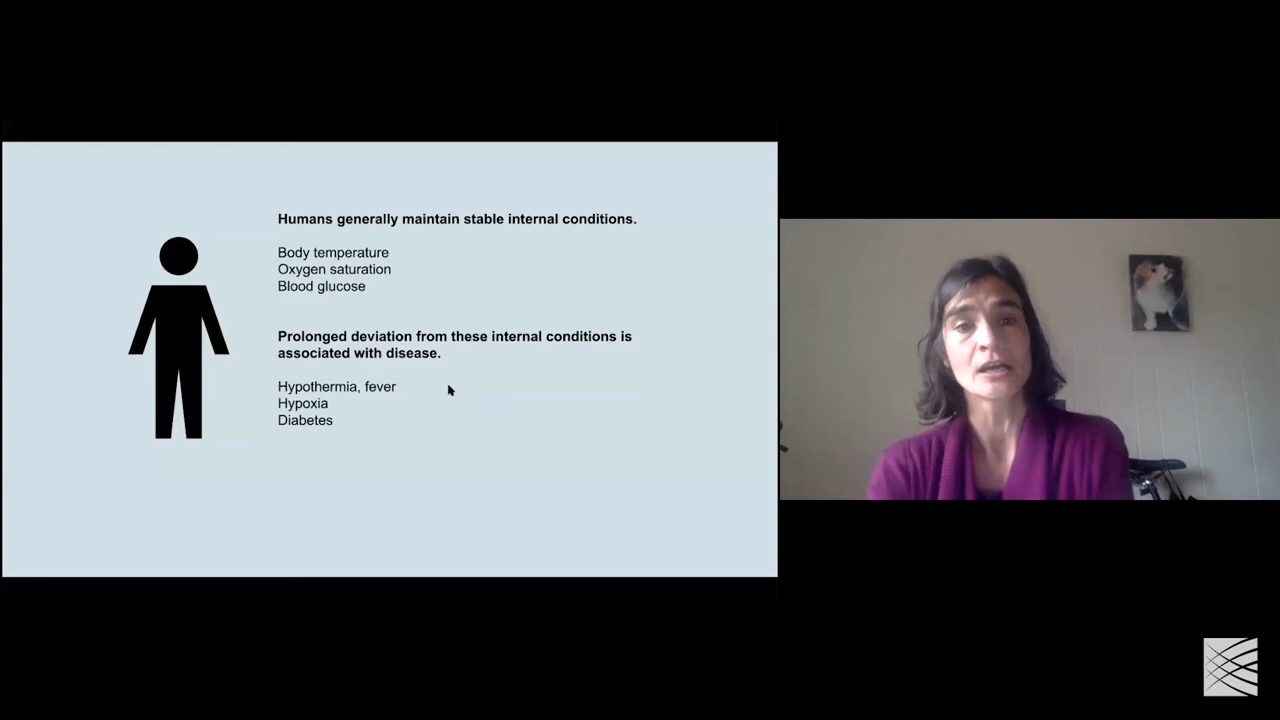 Humans generally maintain stable internal conditions.
Body temperature
Oxygen saturation
Blood glucose
Prolonged deviation from these internal conditions is
associated with disease.
Hypothermia, fever
Hypoxia
Diabetes